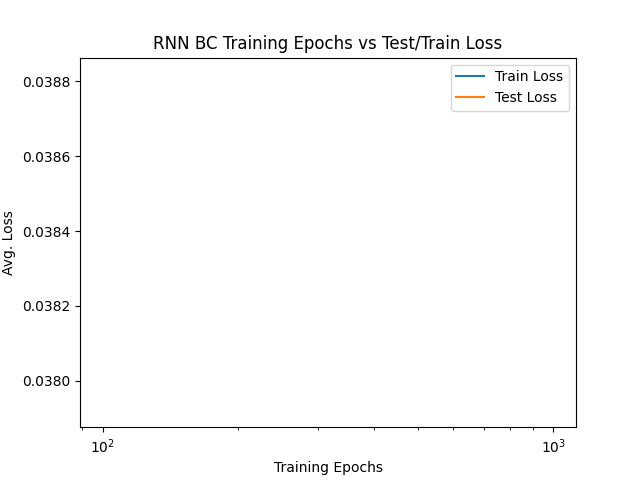 RNN BC Training Epochs vs Test/Train Loss
Train Loss
Test Loss
0.0388
0.0386
0.0384
0.0382
0.0380
Avg. Loss
10²
10³
Training Epochs